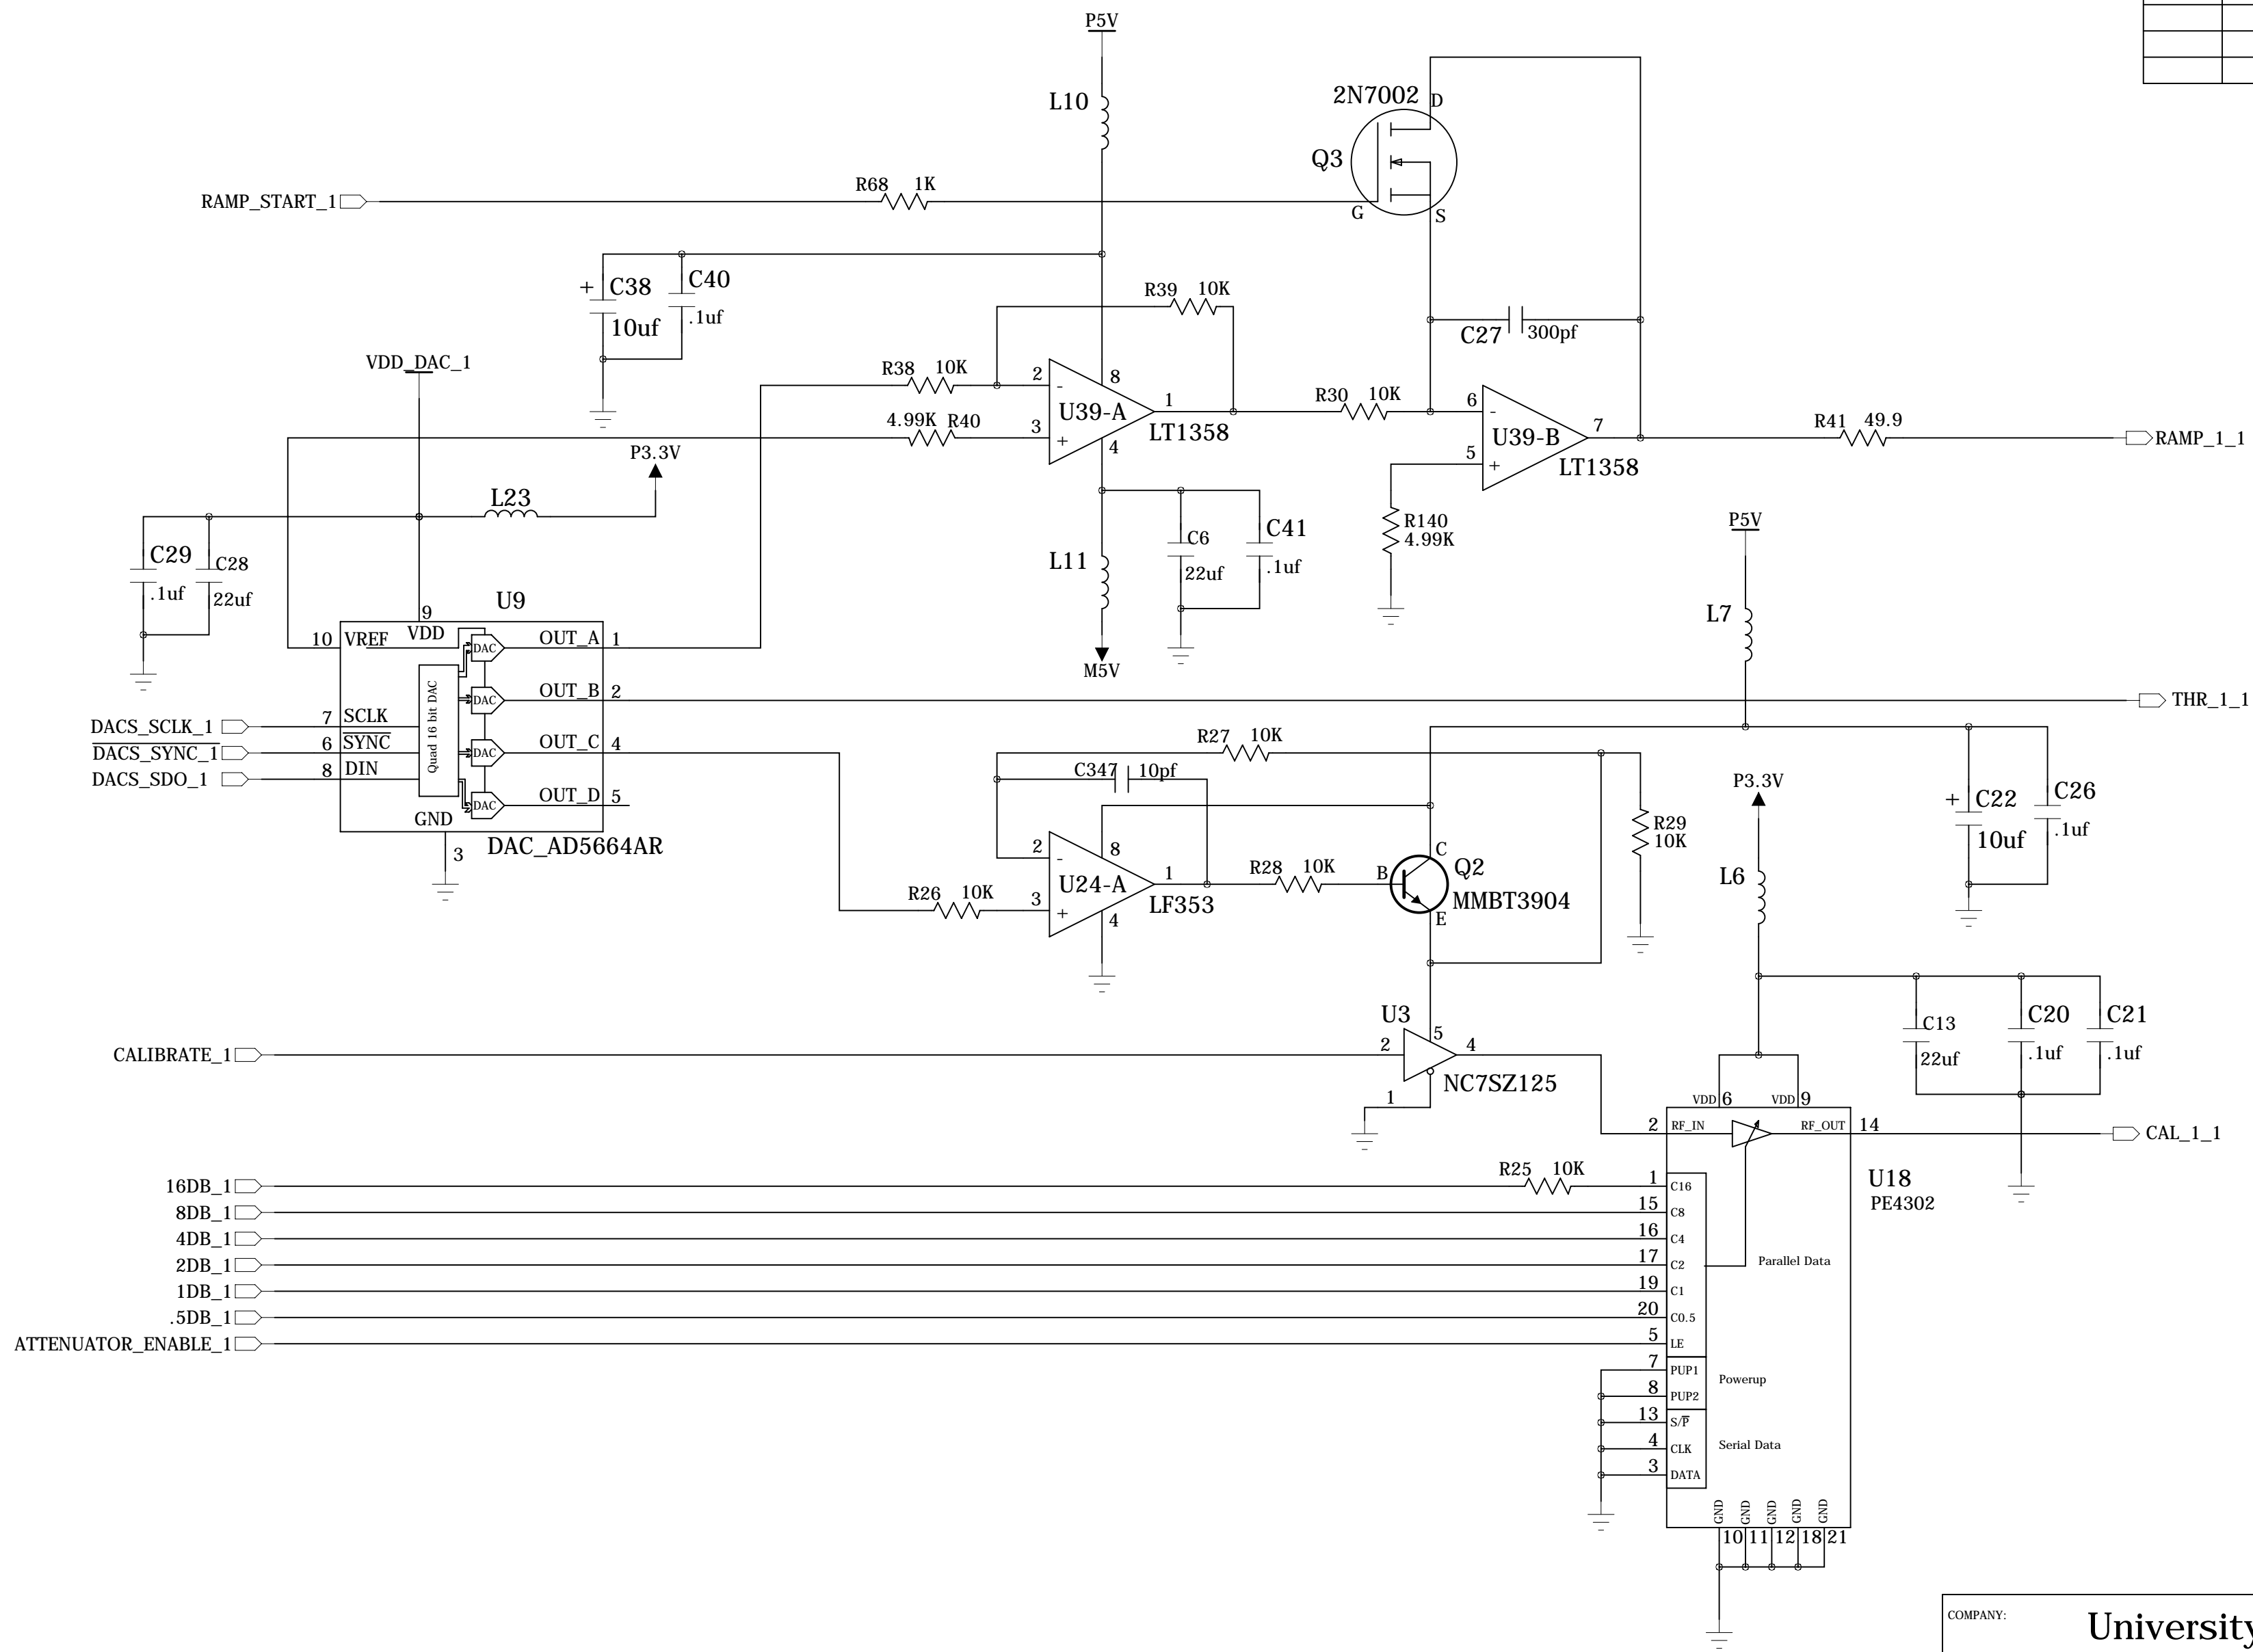 P5V
L10
2N7002 D
Q3
G S
RAMP_START_1
R68 1K
+ C38 10uf
C40 .1uf
R39 10K
C27 300pf
VDD_DAC_1
R38 10K
4.99K R40
2 - 8
U39-A 1
3 + 4
LT1358
R30 10K
6 -
U39-B 7
5 +
LT1358
R41 49.9
RAMP_1_1
P3.3V
L23
C29 .1uf
C28 22uf
L11
M5V
C6 22uf
C41 .1uf
R140
4.99K
P5V
L7
U9
9
VDD
10 VREF
DAC
OUT_A 1
DAC
OUT_B 2
THR_1_1
Quad 16 bit DAC
DACS_SCLK_1
7 SCLK
DACS_SYNC_1
6 SYNC
DAC
OUT_C 4
DACS_SDO_1
8 DIN
DAC
OUT_D 5
GND
3
DAC_AD5664AR
R27 10K
C347 10pf
R29
10K
P3.3V
L6
+ C22
10uf
C26
.1uf
R26 10K
2 - 8
U24-A 1
3 + 4
LF353
R28 10K
C
B
E
Q2
MMBT3904
CALIBRATE_1
U3
5
2 4
NC7SZ125
1
C13
22uf
C20
.1uf
C21
.1uf
VDD 6 VDD 9
2 RF_IN RF_OUT 14
CAL_1_1
U18
PE4302
16DB_1 R25 10K 1 C16
8DB_1 15 C8
4DB_1 16 C4
2DB_1 17 C2
Parallel Data
1DB_1 19 C1
.5DB_1 20 C0.5
ATTENUATOR_ENABLE_1 5 LE
7 PUP1
Powerup
8 PUP2
13 S/P
4 CLK
Serial Data
3 DATA
GND GND GND GND GND
10 11 12 18 21
COMPANY:
University